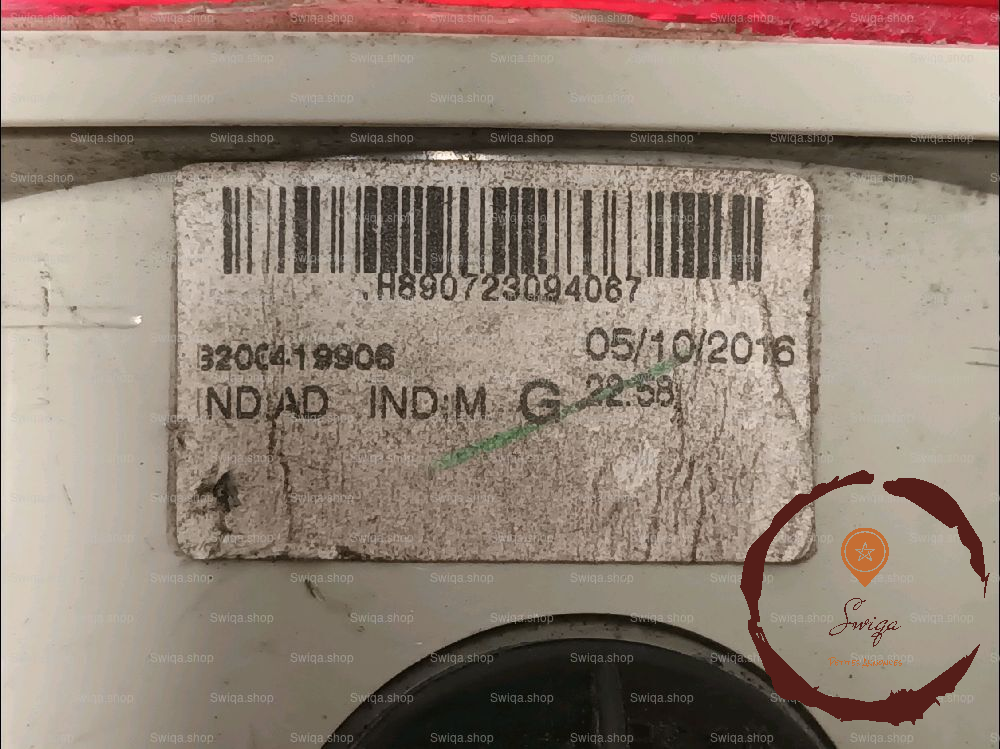 H890723094067
8200419906
05/10/2016
IND:AD IND:M G 22:58
Swiqa
Swiqa.shop